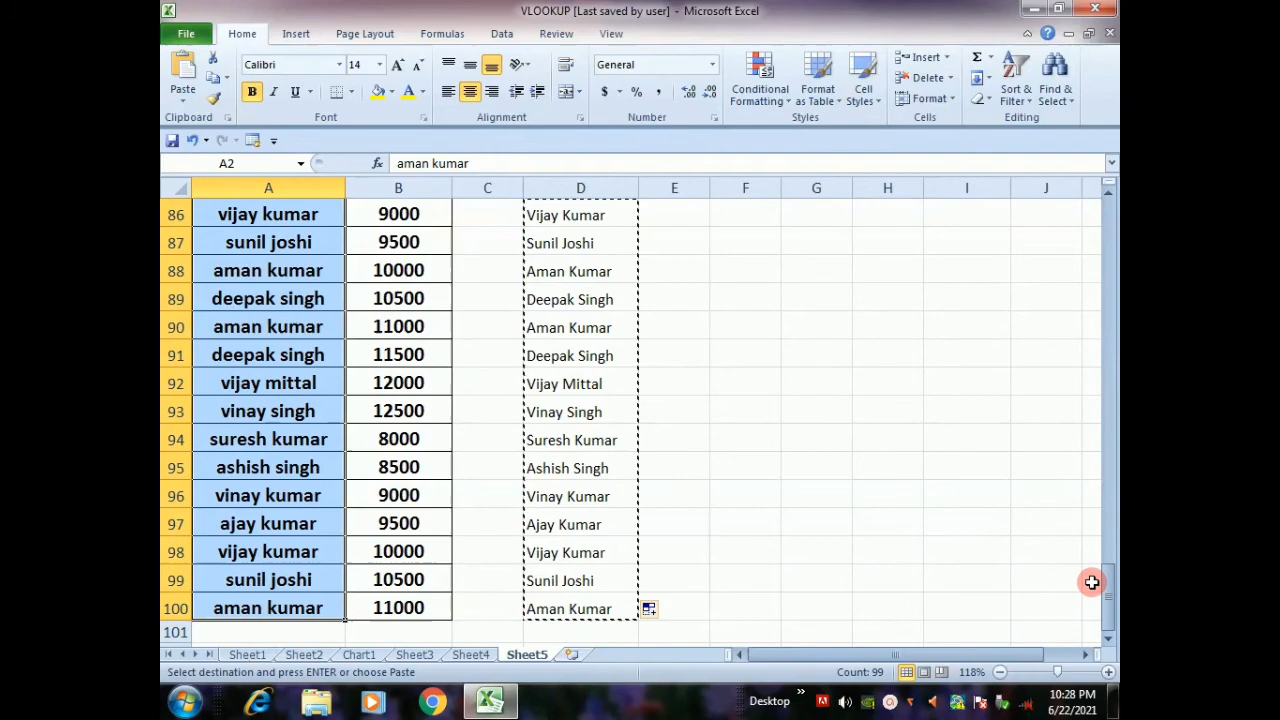 VLOOKUP [Last saved by user] - Microsoft Excel
File Home Insert Page Layout Formulas Data Review View
Calibri 14 General
Paste Conditional Formatting Format as Table Cell Styles Insert Delete Format Sort & Filter Find & Select
Clipboard Font Alignment Number Styles Cells Editing
A2 fx aman kumar
A B C D E F G H I J
86 vijay kumar 9000 Vijay Kumar
87 sunil joshi 9500 Sunil Joshi
88 aman kumar 10000 Aman Kumar
89 deepak singh 10500 Deepak Singh
90 aman kumar 11000 Aman Kumar
91 deepak singh 11500 Deepak Singh
92 vijay mittal 12000 Vijay Mittal
93 vinay singh 12500 Vinay Singh
94 suresh kumar 8000 Suresh Kumar
95 ashish singh 8500 Ashish Singh
96 vinay kumar 9000 Vinay Kumar
97 ajay kumar 9500 Ajay Kumar
98 vijay kumar 10000 Vijay Kumar
99 sunil joshi 10500 Sunil Joshi
100 aman kumar 11000 Aman Kumar
101
Sheet1 Sheet2 Chart1 Sheet3 Sheet4 Sheet5
Select destination and press ENTER or choose Paste Count: 99 118%
Desktop » 10:28 PM
6/22/2021